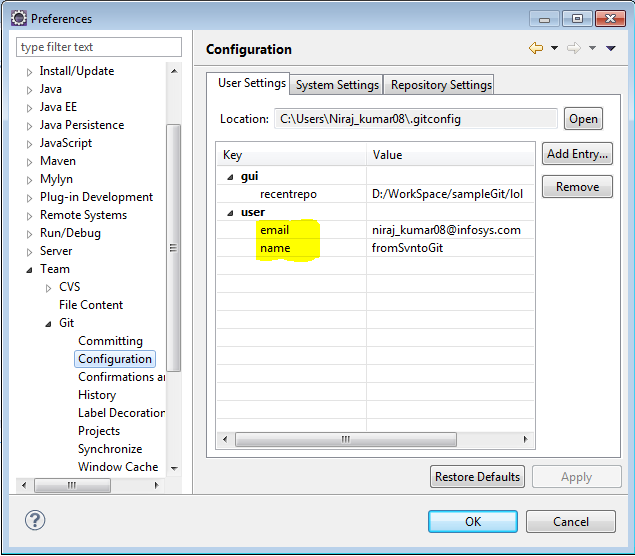 Preferences
type filter text
Install/Update
Java
Java EE
Java Persistence
JavaScript
Maven
Mylyn
Plug-in Development
Remote Systems
Run/Debug
Server
Team
CVS
File Content
Git
Committing
Configuration
Confirmations a
History
Label Decoration
Projects
Synchronize
Window Cache
Configuration
User Settings System Settings Repository Settings
Location: C:\Users\Niraj_kumar08\.gitconfig Open
Key Value
Add Entry...
gui
recentrepo D:/WorkSpace/sampleGit/lol
Remove
user
email niraj_kumar08@infosys.com
name fromSvntoGit
Restore Defaults Apply
? OK Cancel